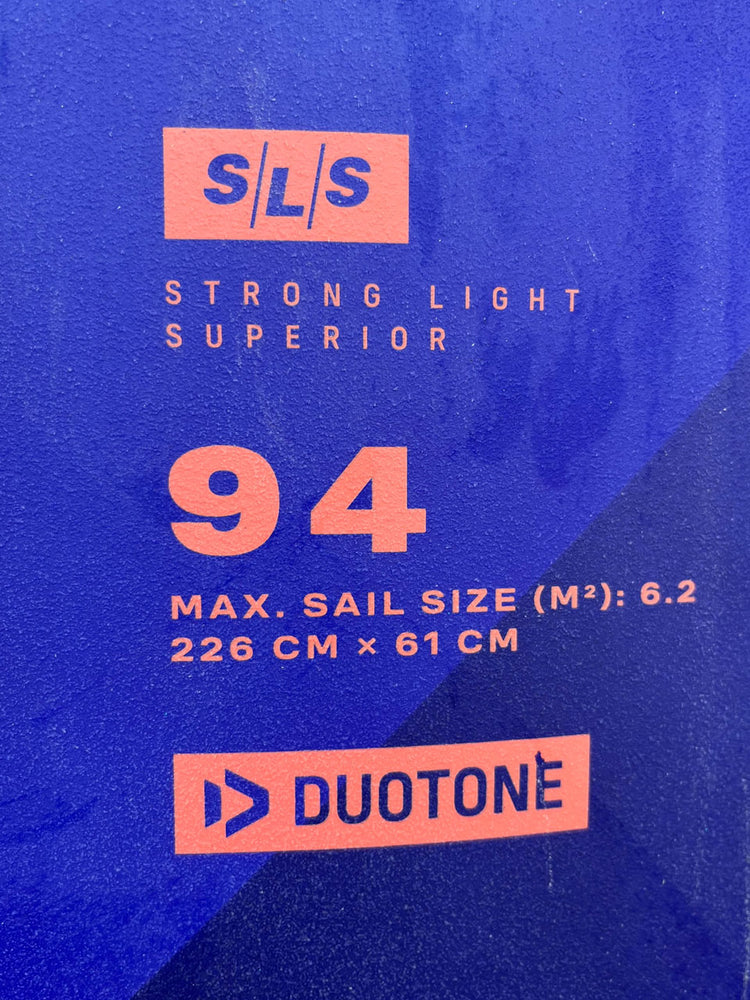 S/L/S
STRONG LIGHT
SUPERIOR
94
MAX. SAIL SIZE (M²): 6.2
226 CM × 61 CM
DUOTONE